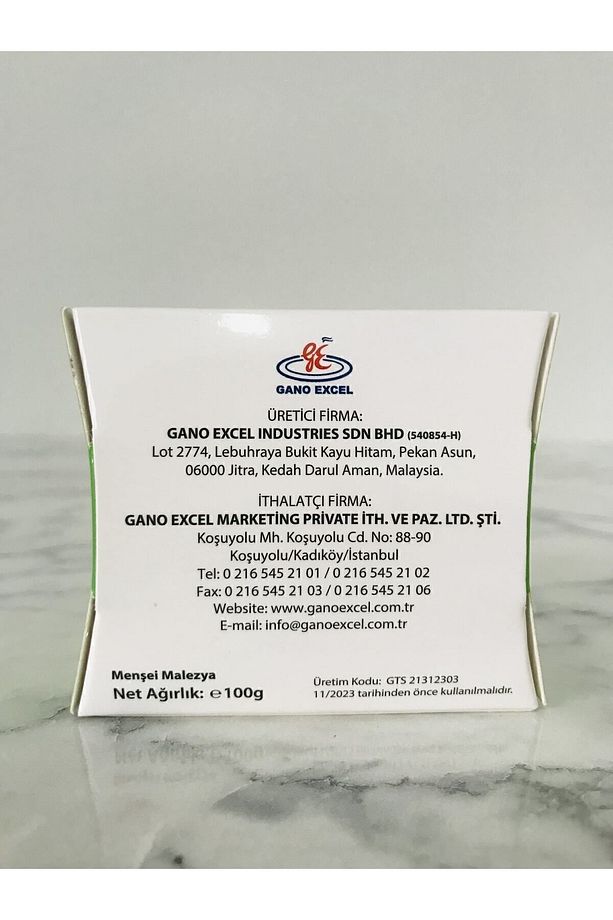 GE
GANO EXCEL
ÜRETİCİ FİRMA:
GANO EXCEL INDUSTRIES SDN BHD (540854-H)
Lot 2774, Lebuhraya Bukit Kayu Hitam, Pekan Asun,
06000 Jitra, Kedah Darul Aman, Malaysia.
İTHALATÇI FİRMA:
GANO EXCEL MARKETİNG PRİVATE İTH. VE PAZ. LTD. ŞTİ.
Koşuyolu Mh. Koşuyolu Cd. No: 88-90
Koşuyolu/Kadıköy/İstanbul
Tel: 0 216 545 21 01 / 0 216 545 21 02
Fax: 0 216 545 21 03 / 0 216 545 21 06
Website: www.ganoexcel.com.tr
E-mail: info@ganoexcel.com.tr
Menşei Malezya
Net Ağırlık: ℮100g
Üretim Kodu: GTS 21312303
11/2023 tarihinden önce kullanılmalıdır.